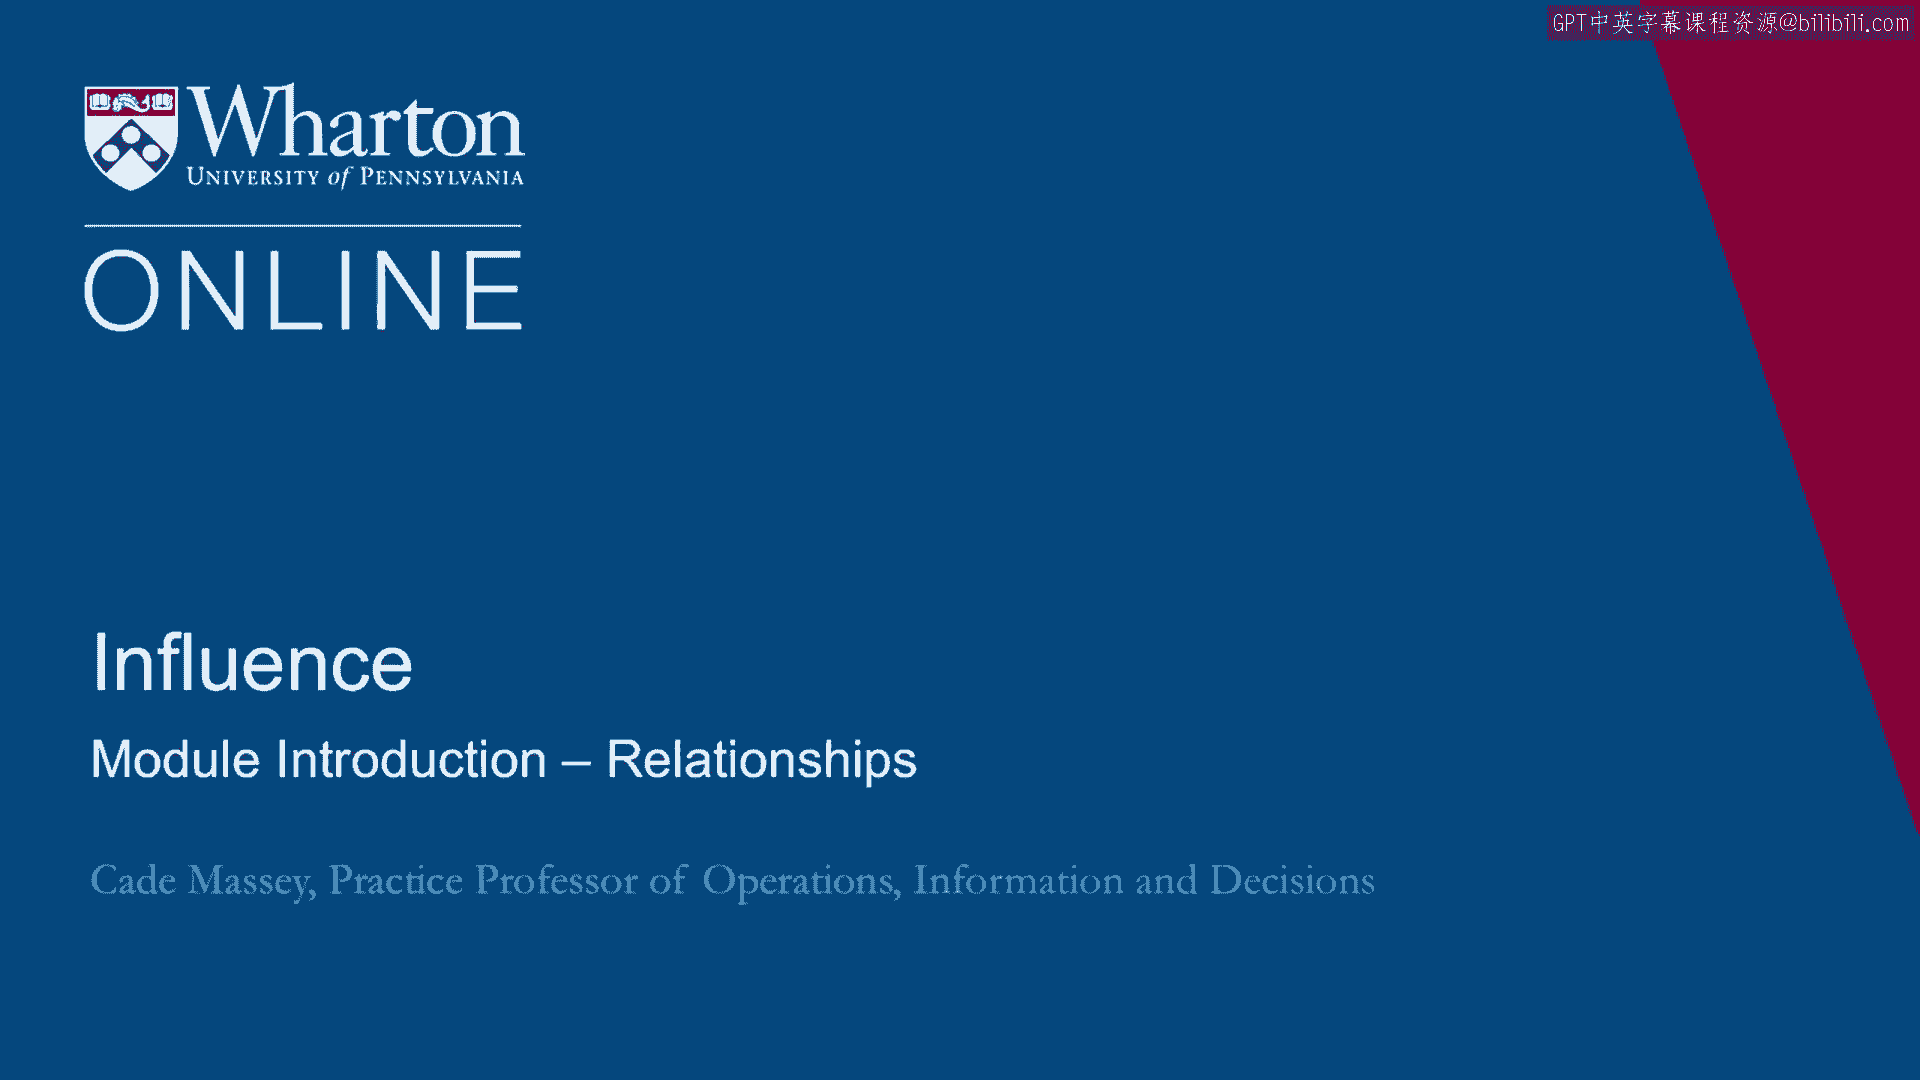 GPT中英字幕课程资源@bilibili.com
Wharton
UNIVERSITY of PENNSYLVANIA
ONLINE
Influence
Module Introduction – Relationships
Cade Massey, Practice Professor of Operations, Information and Decisions